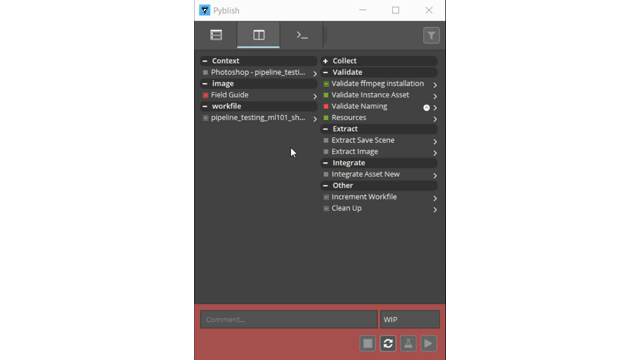 Pyblish
Context
Photoshop - pipeline_testi...
image
Field Guide
workfile
pipeline_testing_ml101_sh...
Collect
Validate
Validate ffmpeg installation
Validate Instance Asset
Validate Naming
Resources
Extract
Extract Save Scene
Extract Image
Integrate
Integrate Asset New
Other
Increment Workfile
Clean Up
Comment...
WIP